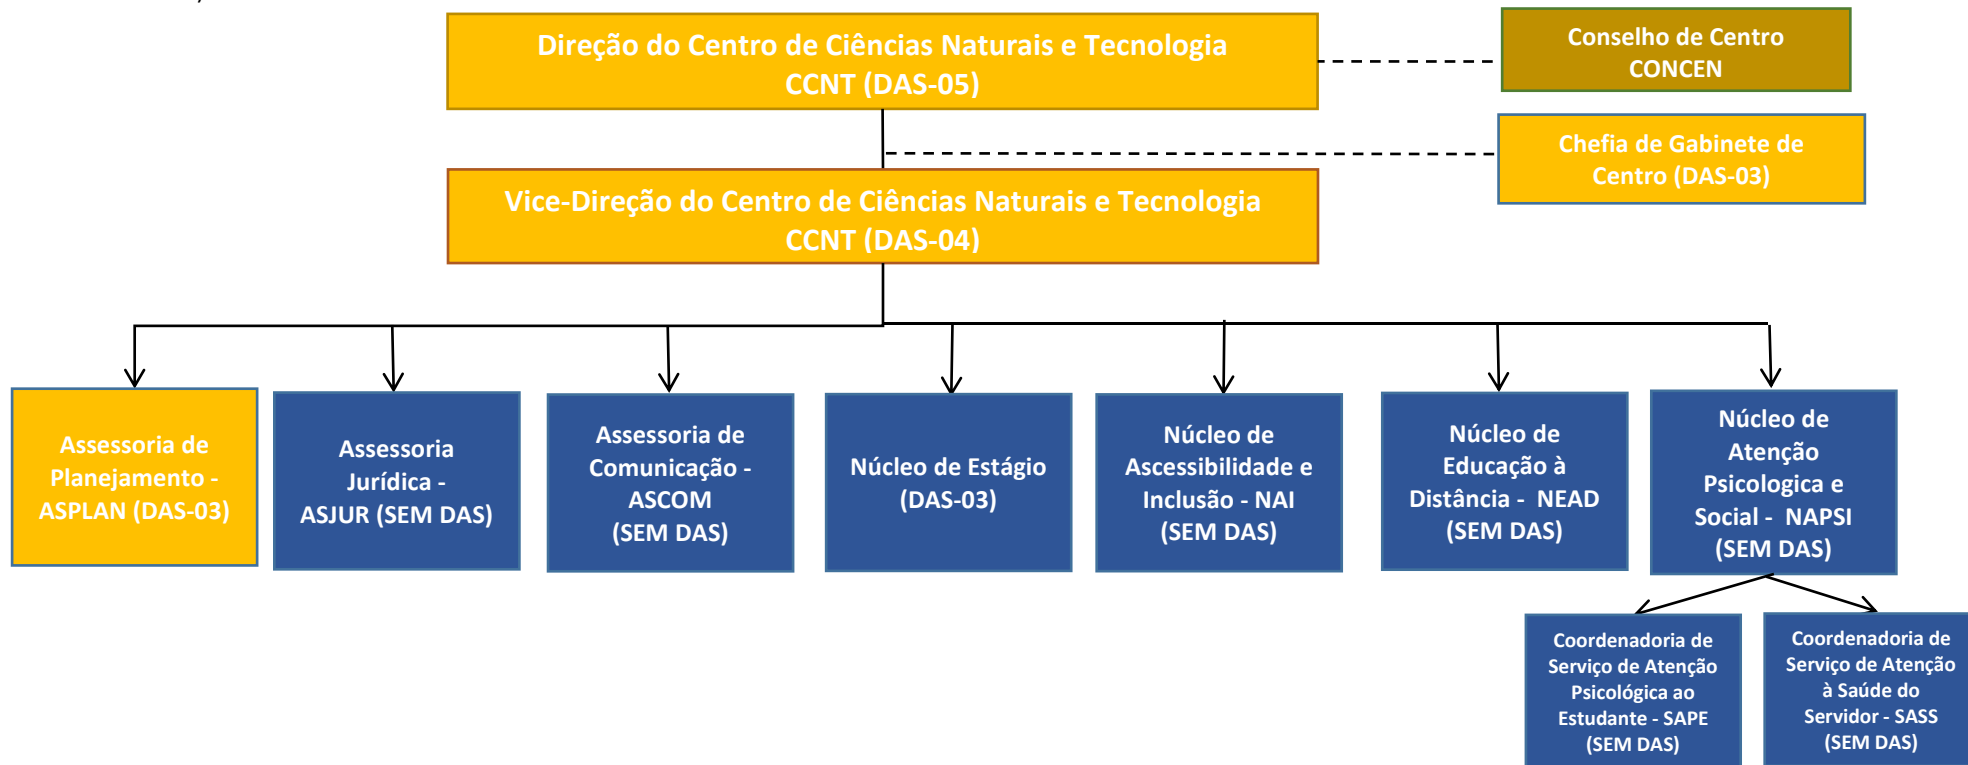 Direção do Centro de Ciências Naturais e Tecnologia
CCNT (DAS-05)
Conselho de Centro
CONCEN
Chefia de Gabinete de
Centro (DAS-03)
Vice-Direção do Centro de Ciências Naturais e Tecnologia
CCNT (DAS-04)
Assessoria de
Planejamento -
ASPLAN (DAS-03)
Assessoria
Jurídica -
ASJUR (SEM DAS)
Assessoria de
Comunicação -
ASCOM
(SEM DAS)
Núcleo de Estágio
(DAS-03)
Núcleo de
Ascessibilidade e
Inclusão - NAI
(SEM DAS)
Núcleo de
Educação à
Distância - NEAD
(SEM DAS)
Núcleo de
Atenção
Psicologica e
Social - NAPSI
(SEM DAS)
Coordenadoria de
Serviço de Atenção
Psicológica ao
Estudante - SAPE
(SEM DAS)
Coordenadoria de
Serviço de Atenção
à Saúde do
Servidor - SASS
(SEM DAS)